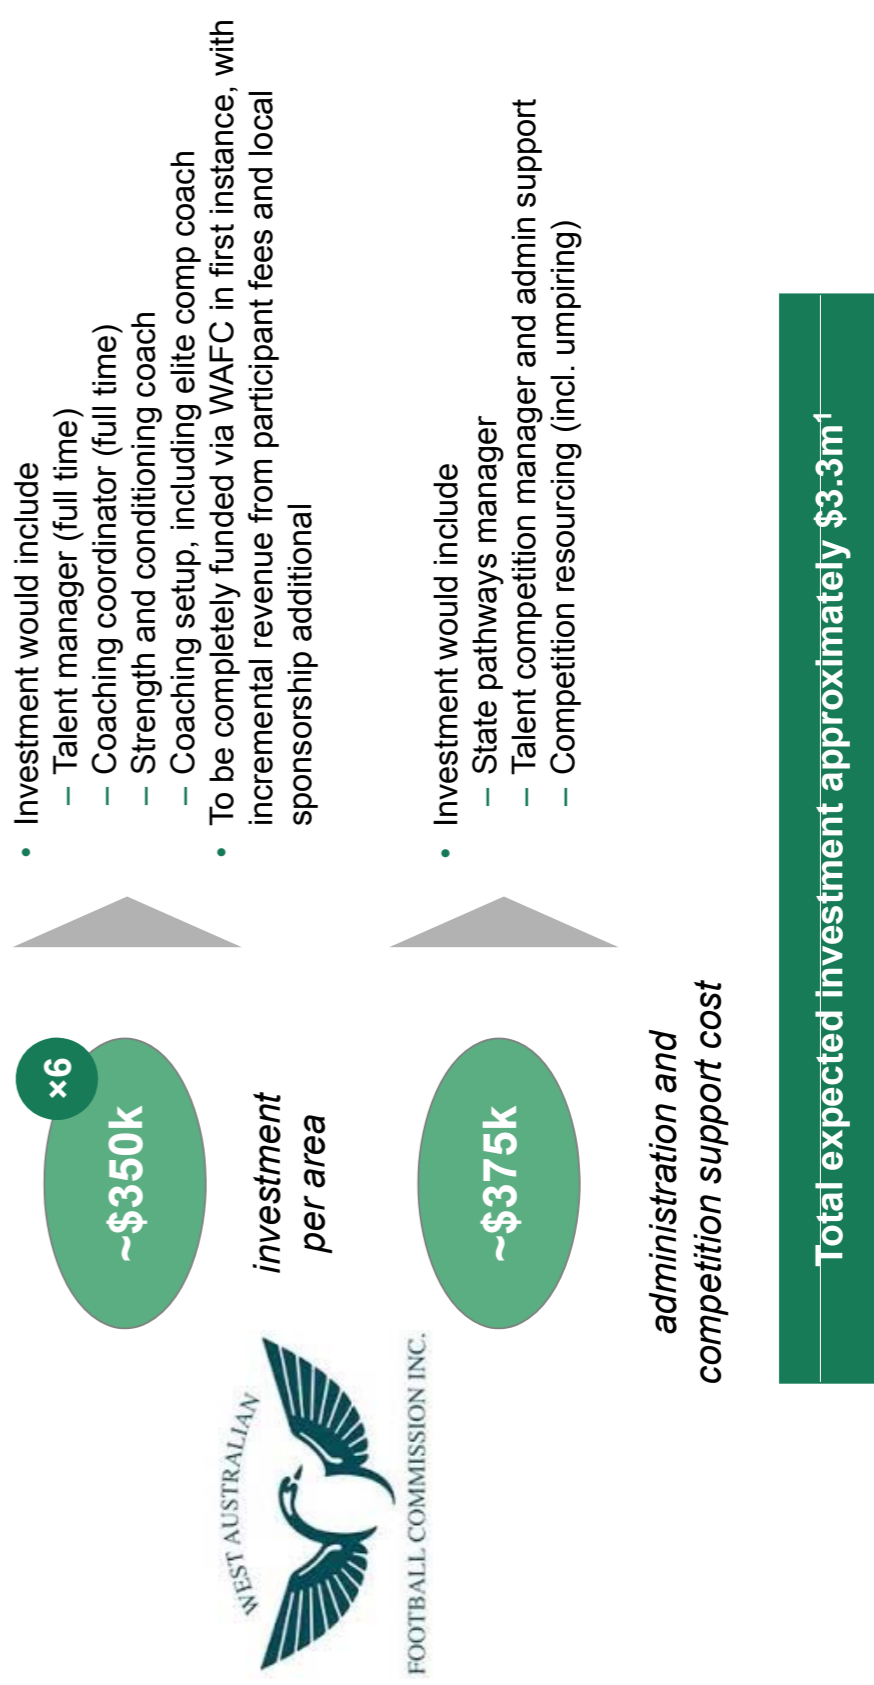 WEST AUSTRALIAN
FOOTBALL COMMISSION INC.
~$350k
×6
investment
per area
• Investment would include
– Talent manager (full time)
– Coaching coordinator (full time)
– Strength and conditioning coach
– Coaching setup, including elite comp coach
• To be completely funded via WAFC in first instance, with
incremental revenue from participant fees and local
sponsorship additional
~$375k
administration and
competition support cost
• Investment would include
– State pathways manager
– Talent competition manager and admin support
– Competition resourcing (incl. umpiring)
Total expected investment approximately $3.3m¹